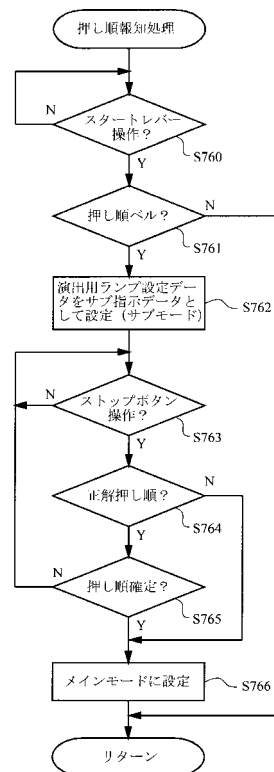 押し順報知処理
N
スタートレバー
操作？
S760
Y
押し順ベル？
N
S761
Y
演出用ランプ設定デー
タをサブ指示データと
して設定（サブモード）
S762
N
ストップボタン
操作？
S763
Y
正解押し順？
N
S764
Y
N
押し順確定？
S765
Y
メインモードに設定
S766
リターン